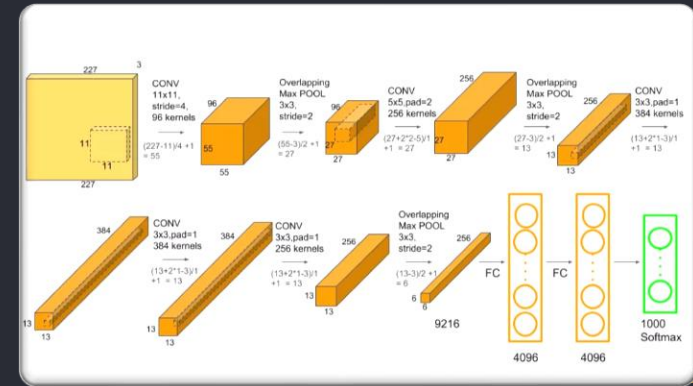 227
3
227
11
11
CONV
11x11,
stride=4,
96 kernels
(227-11)/4 +1
= 55
96
55
55
Overlapping
Max POOL
3x3,
stride=2
(55-3)/2 +1
= 27
96
27
27
CONV
5x5,pad=2
256 kernels
(27+2*2-5)/1
+1 = 27
256
27
27
Overlapping
Max POOL
3x3,
stride=2
(27-3)/2 +1
= 13
256
13
13
CONV
3x3,pad=1
384 kernels
(13+2*1-3)/1
+1 = 13
384
13
13
CONV
3x3,pad=1
384 kernels
(13+2*1-3)/1
+1 = 13
384
13
13
CONV
3x3,pad=1
256 kernels
(13+2*1-3)/1
+1 = 13
256
13
13
Overlapping
Max POOL
3x3,
stride=2
(13-3)/2 +1
= 6
256
6
6
9216
FC
4096
FC
4096
1000
Softmax